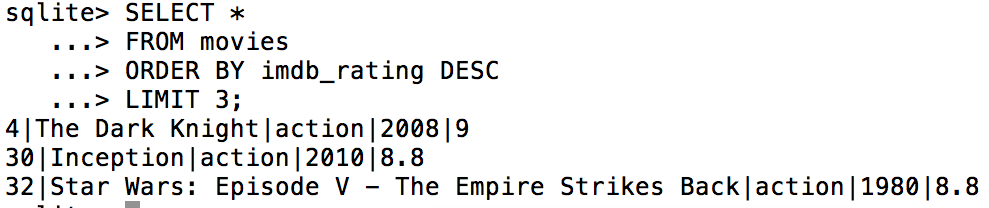 sqlite> SELECT *
   ...> FROM movies
   ...> ORDER BY imdb_rating DESC
   ...> LIMIT 3;
4|The Dark Knight|action|2008|9
30|Inception|action|2010|8.8
32|Star Wars: Episode V - The Empire Strikes Back|action|1980|8.8
sqlite>